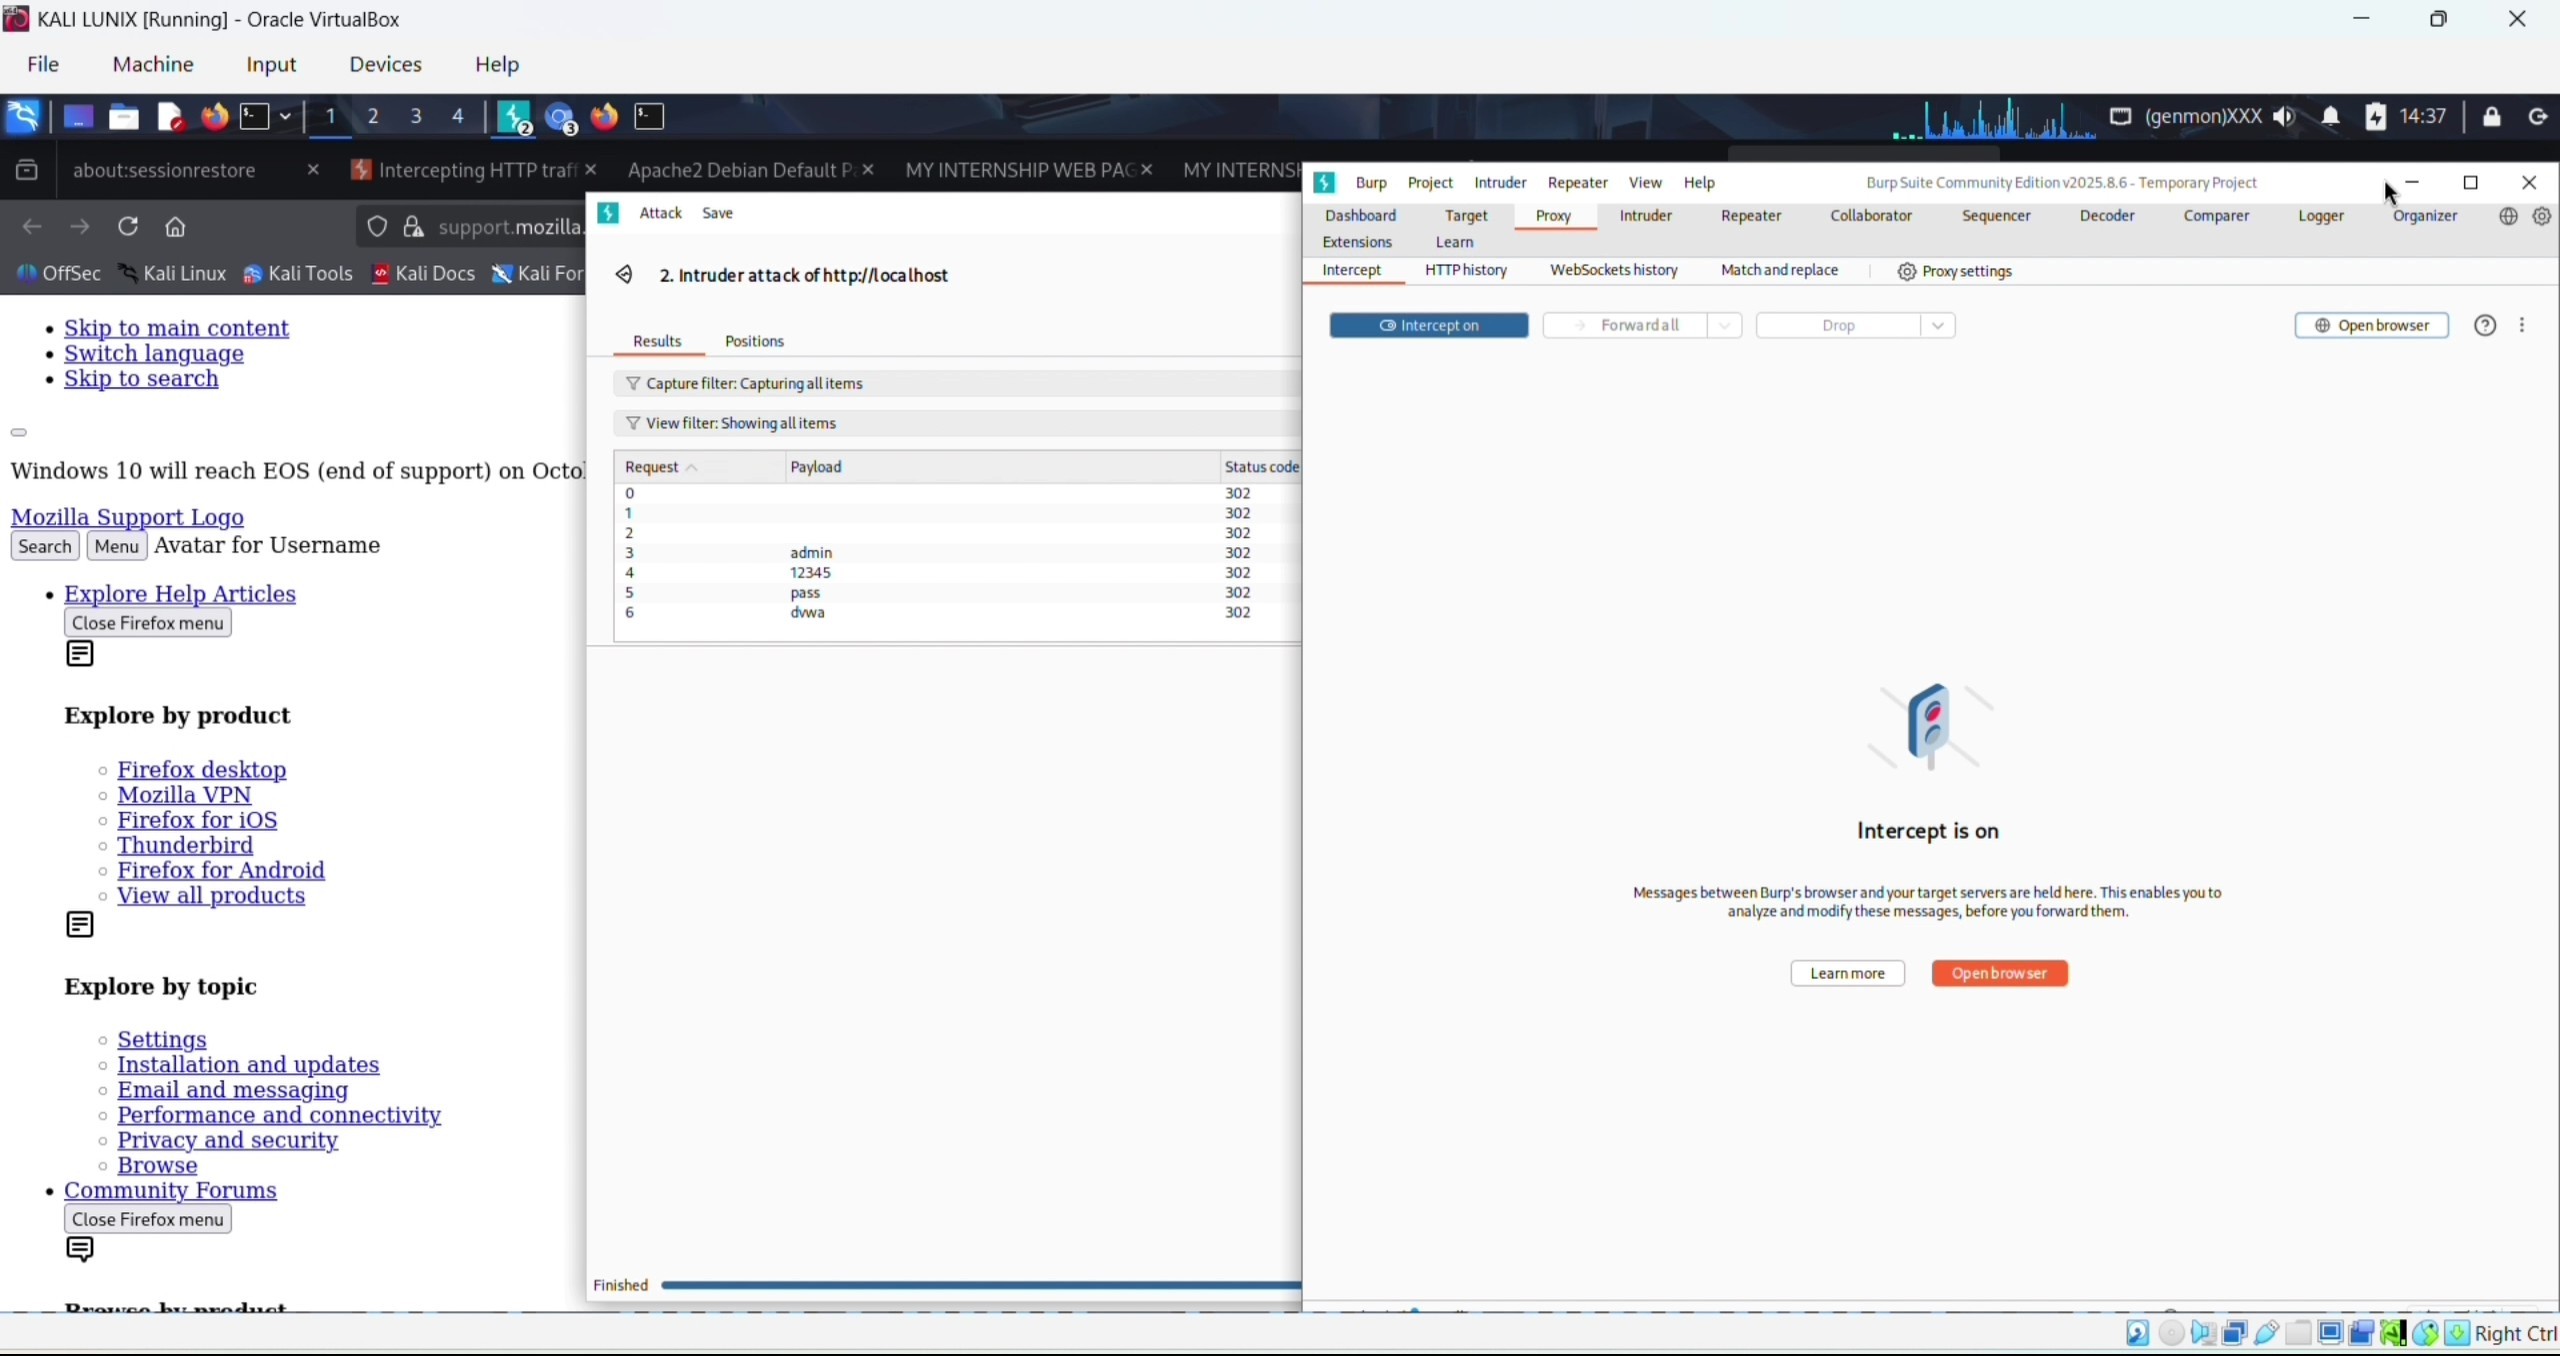 KALI LUNIX [Running] - Oracle VirtualBox
File Machine Input Devices Help
1 2 3 4 2 3 (genmon)XXX 14:37
about:sessionrestore Intercepting HTTP traff Apache2 Debian Default P MY INTERNSHIP WEB PAG MY INTERNSH
support.mozilla.
OffSec Kali Linux Kali Tools Kali Docs Kali For
Skip to main content
Switch language
Skip to search
Windows 10 will reach EOS (end of support) on Octo
Mozilla Support Logo
Search Menu Avatar for Username
Explore Help Articles
Close Firefox menu
Explore by product
Firefox desktop
Mozilla VPN
Firefox for iOS
Thunderbird
Firefox for Android
View all products
Explore by topic
Settings
Installation and updates
Email and messaging
Performance and connectivity
Privacy and security
Browse
Community Forums
Close Firefox menu
Browse by product
Attack Save
2. Intruder attack of http://localhost
Results Positions
Capture filter: Capturing all items
View filter: Showing all items
Request Payload Status code
0 302
1 302
2 302
3 admin 302
4 12345 302
5 pass 302
6 dvwa 302
Finished
Burp Project Intruder Repeater View Help Burp Suite Community Edition v2025.8.6 - Temporary Project
Dashboard Target Proxy Intruder Repeater Collaborator Sequencer Decoder Comparer Logger Organizer
Extensions Learn
Intercept HTTP history WebSockets history Match and replace Proxy settings
Intercept on Forward all Drop Open browser
Intercept is on
Messages between Burp's browser and your target servers are held here. This enables you to
analyze and modify these messages, before you forward them.
Learn more Open browser
Right Ctrl